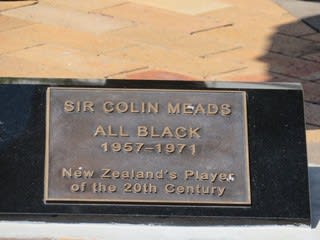 SIR COLIN MEADS
ALL BLACK
1957–1971
New Zealand's Player
of the 20th Century